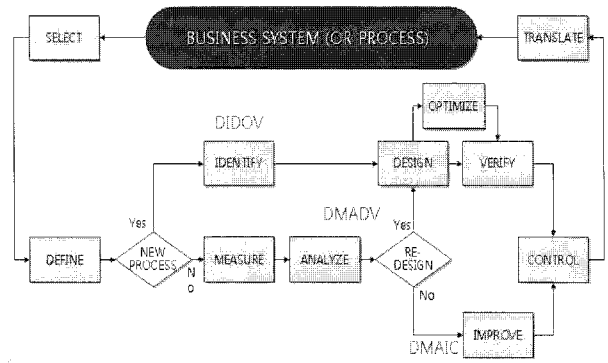 SELECT
BUSINESS SYSTEM (OR PROCESS)
TRANSLATE
OPTIMIZE
DIDOV
IDENTIFY
DESIGN
VERIFY
DMADV
Yes
Yes
DEFINE
NEW
PROCESS
N
o
MEASURE
ANALYZE
RE-
DESIGN
CONTROL
No
IMPROVE
DMAIC